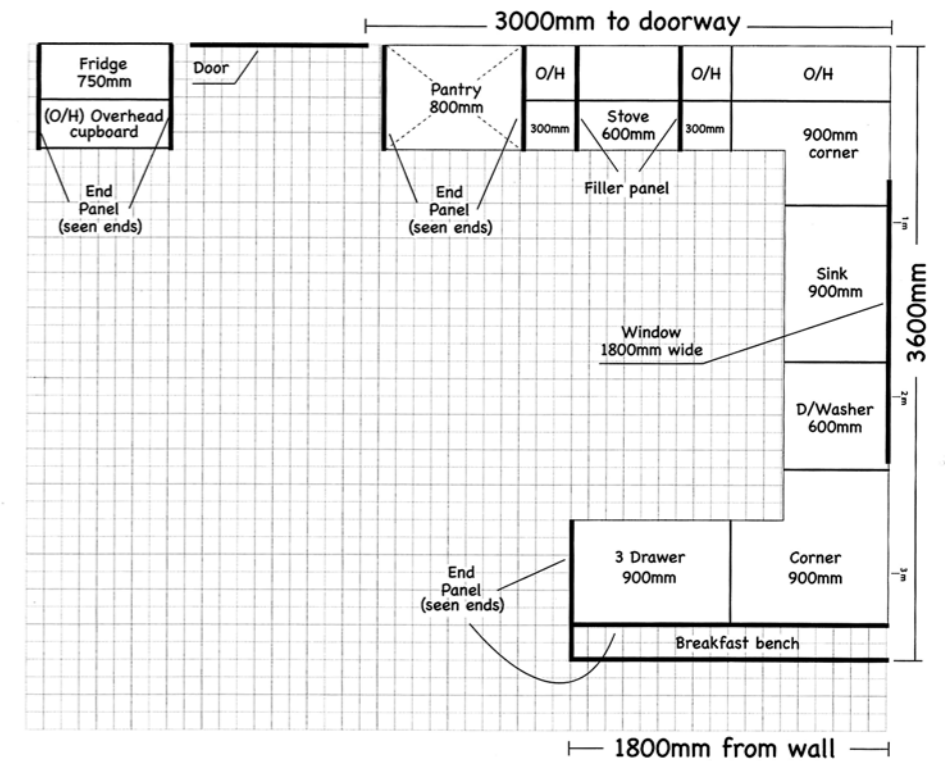 3000mm to doorway
Fridge
750mm
(O/H) Overhead
cupboard
Door
Pantry
800mm
O/H
300mm
Stove
600mm
O/H
300mm
O/H
900mm
corner
End
Panel
(seen ends)
End
Panel
(seen ends)
Filler panel
1m
Sink
900mm
3600mm
Window
1800mm wide
2m
D/Washer
600mm
3 Drawer
900mm
Corner
900mm
3m
End
Panel
(seen ends)
Breakfast bench
1800mm from wall